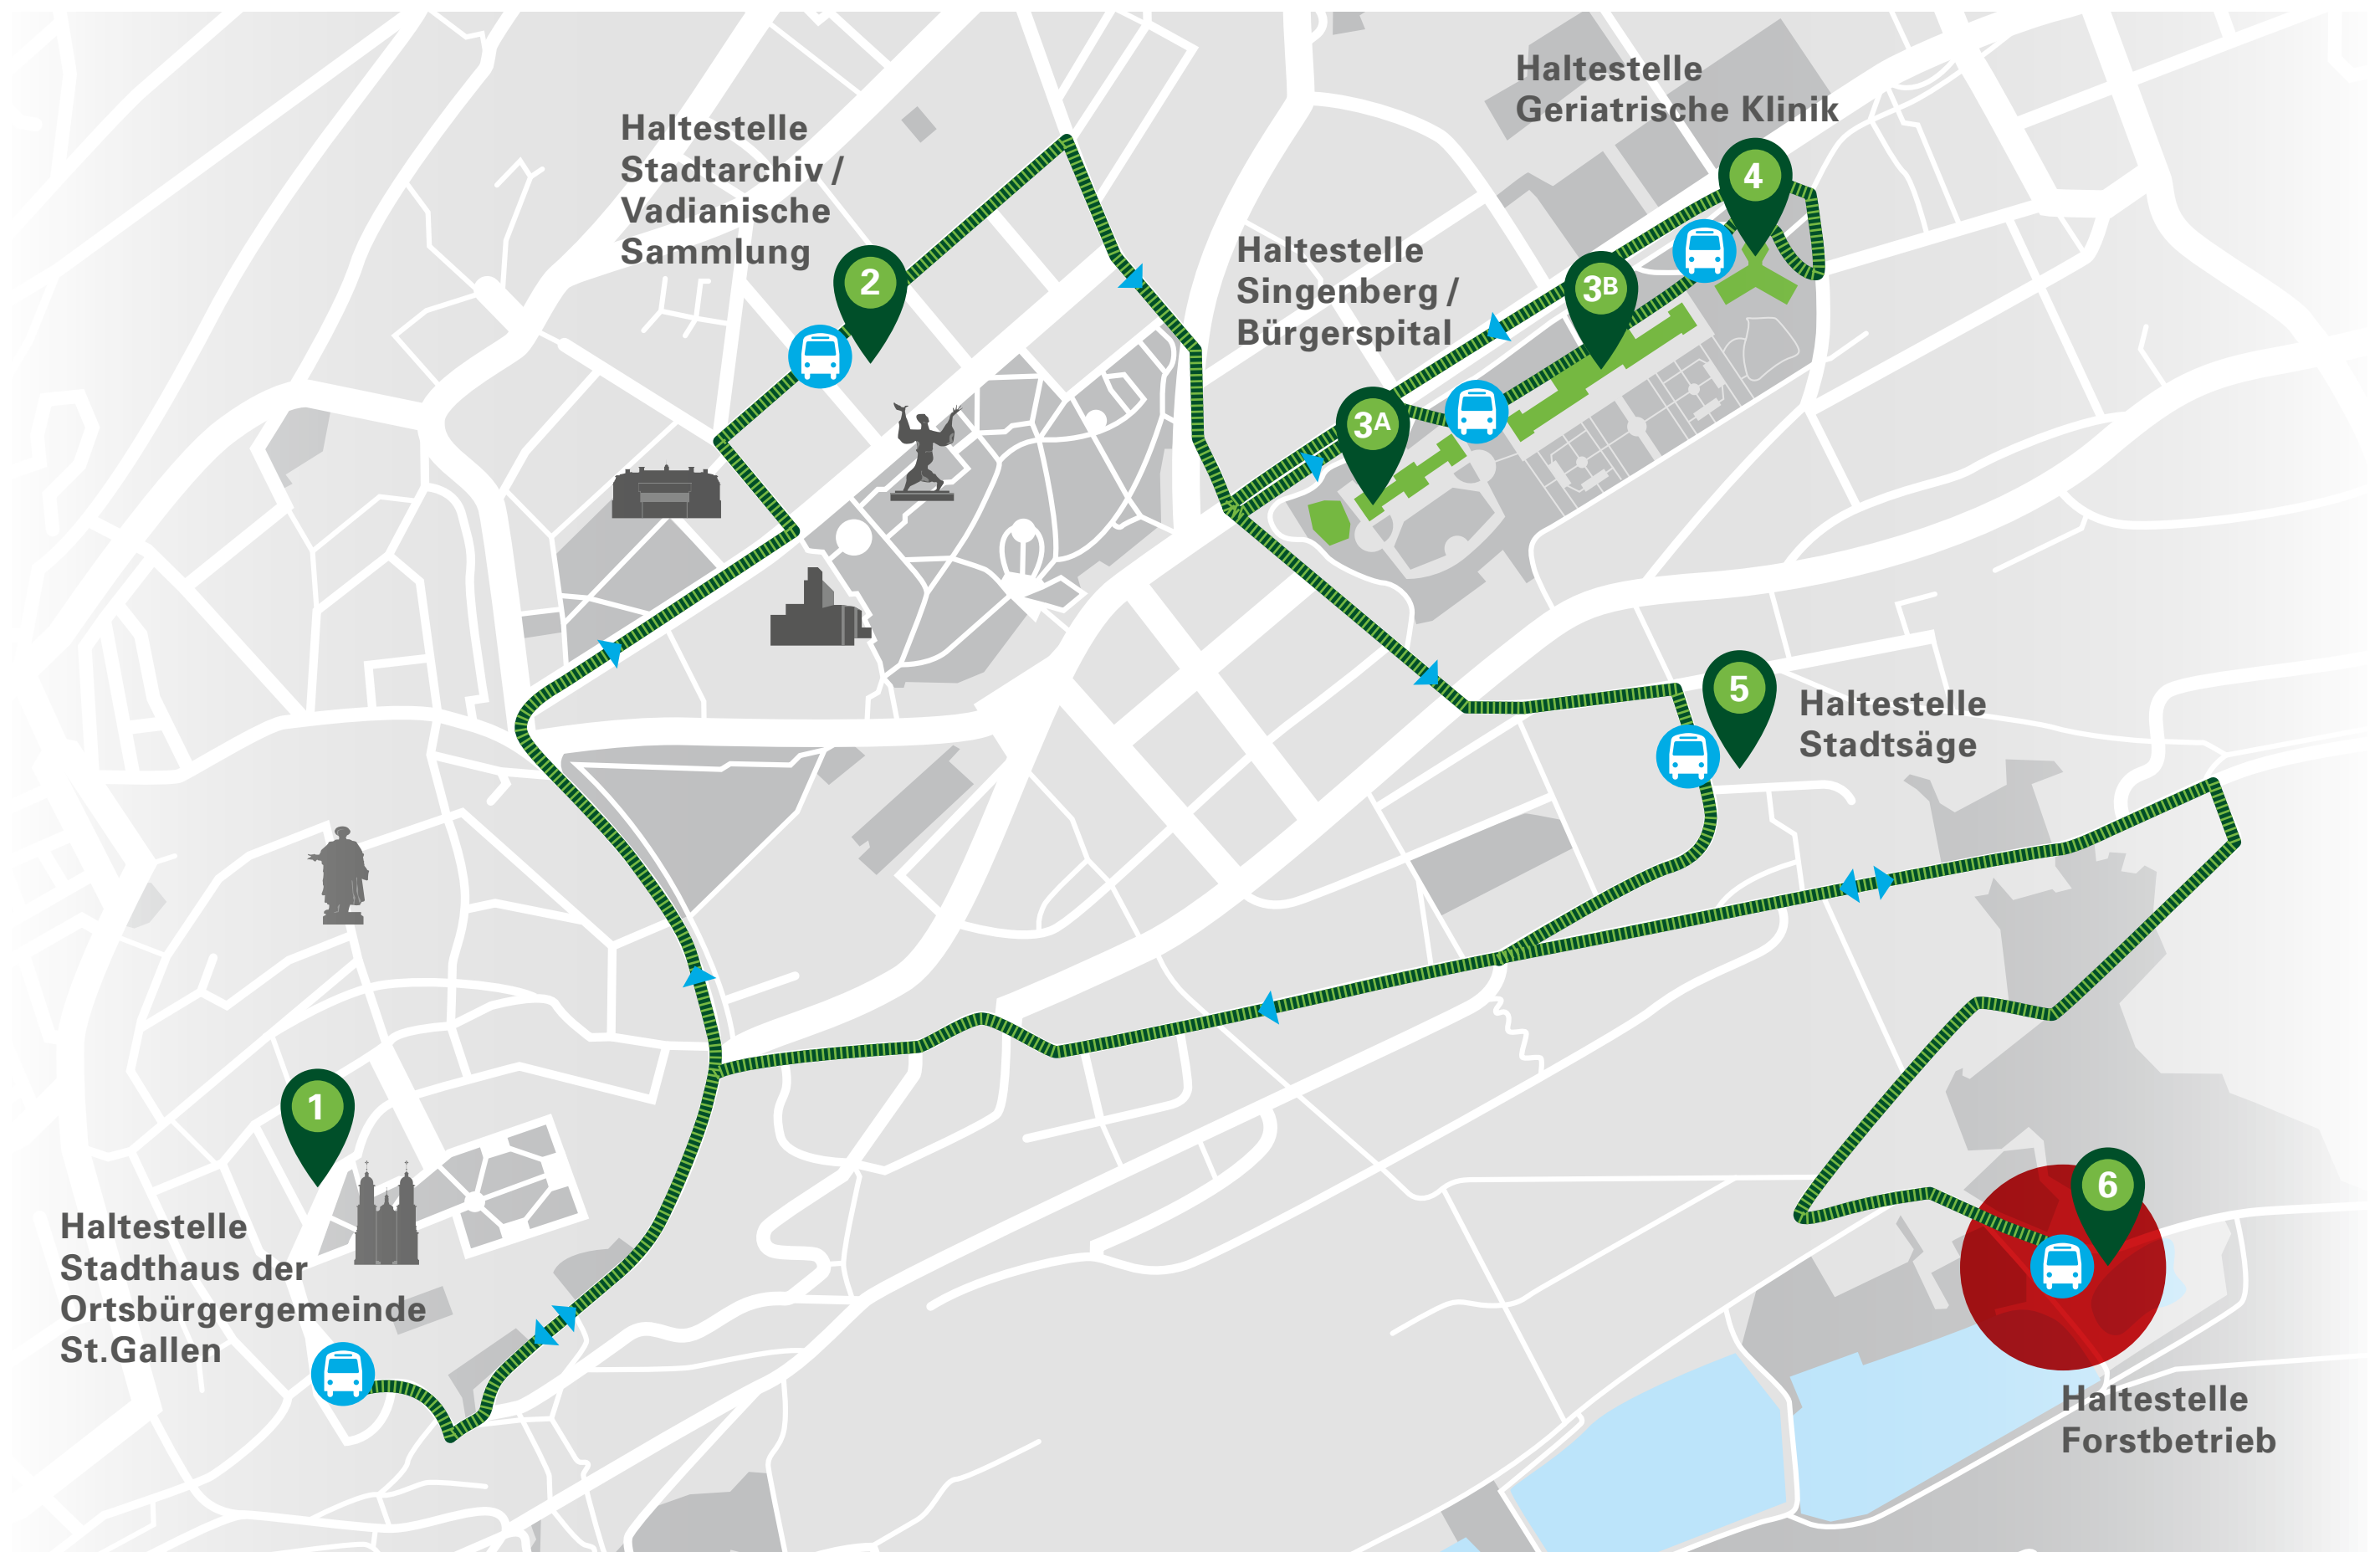 Haltestelle
Geriatrische Klinik
4
Haltestelle
Stadtarchiv /
Vadianische
Sammlung
2
Haltestelle
Singenberg /
Bürgerspital
3B
3A
5
Haltestelle
Stadtsäge
1
Haltestelle
Stadthaus der
Ortsbürgergemeinde
St.Gallen
6
Haltestelle
Forstbetrieb